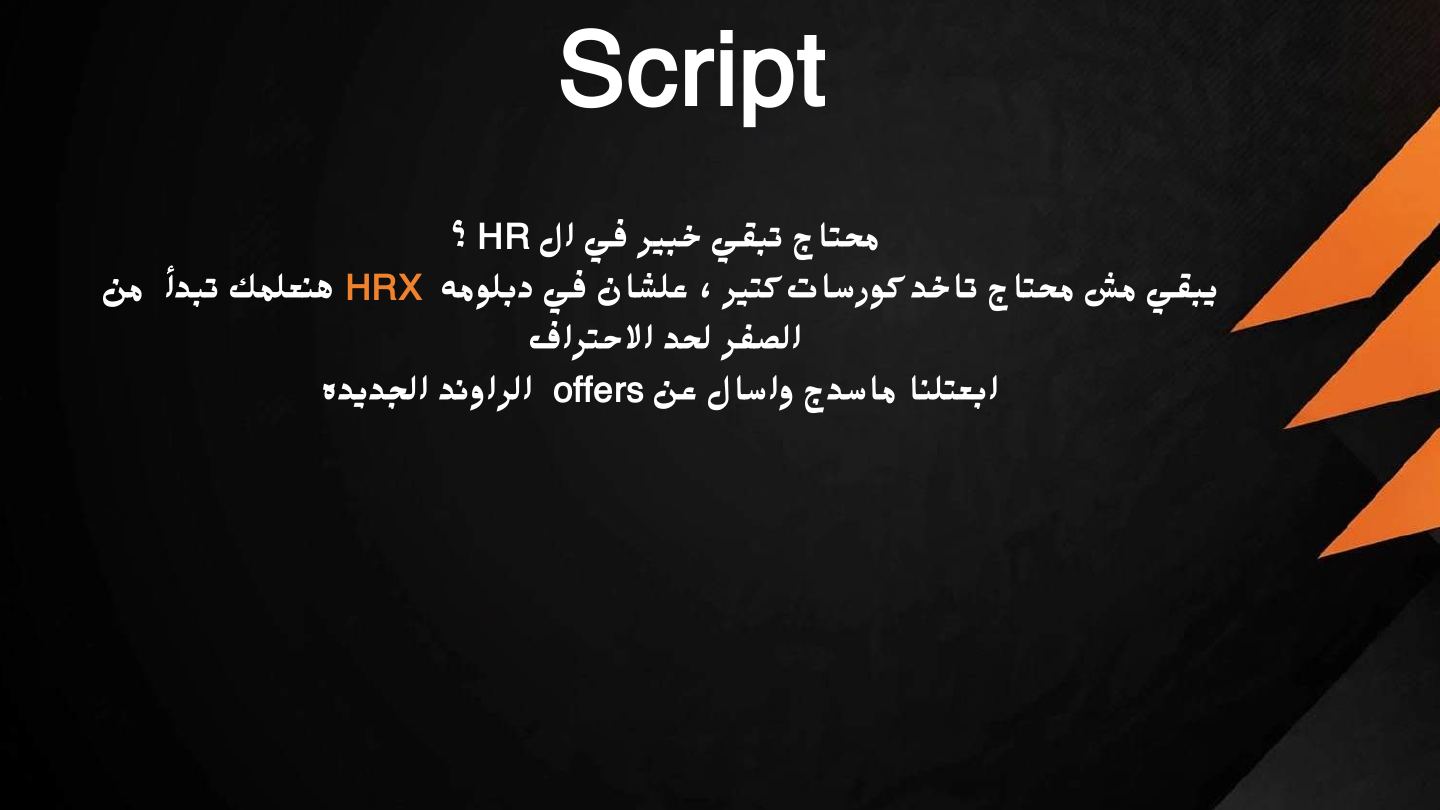 Script
محتاج تبقي خبير في ال HR ؟
يبقي مش محتاج تاخد كورسات كتير ، علشان في دبلومه HRX هنعلمك تبدأ من
الصفر لحد الاحتراف
ابعتلنا ماسدج واسال عن offers الراوند الجديده